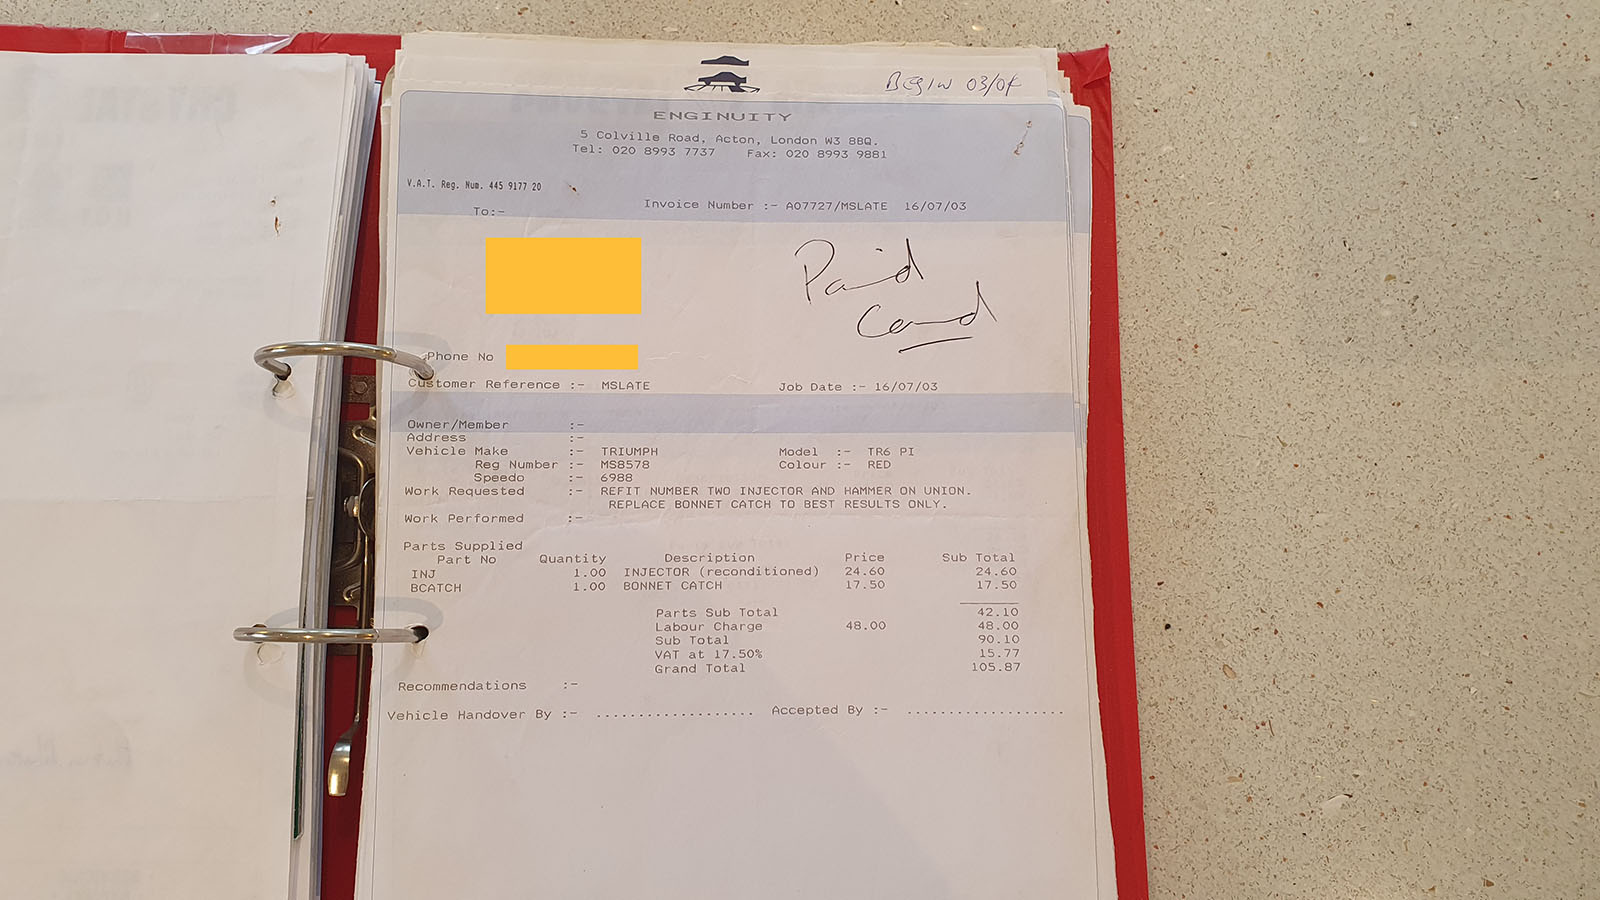 BEGIN 03/04
ENGINUITY
5 Colville Road, Acton, London W3 8BQ.
Tel: 020 8993 7737 Fax: 020 8993 9881
V.A.T. Reg. Num. 445 9177 20
To:- Invoice Number :- A07727/MSLATE 16/07/03
Paid
Card
Phone No
Customer Reference :- MSLATE Job Date :- 16/07/03
Owner/Member :-
Address :-
Vehicle Make :- TRIUMPH Model :- TR6 PI
Reg Number :- MS8578 Colour :- RED
Speedo :- 6988
Work Requested :- REFIT NUMBER TWO INJECTOR AND HAMMER ON UNION.
REPLACE BONNET CATCH TO BEST RESULTS ONLY.
Work Performed :-
Parts Supplied
Part No Quantity Description Price Sub Total
INJ 1.00 INJECTOR (reconditioned) 24.60 24.60
BCATCH 1.00 BONNET CATCH 17.50 17.50
Parts Sub Total 42.10
Labour Charge 48.00 48.00
Sub Total 90.10
VAT at 17.50% 15.77
Grand Total 105.87
Recommendations :-
Vehicle Handover By :- ................... Accepted By :- ...................